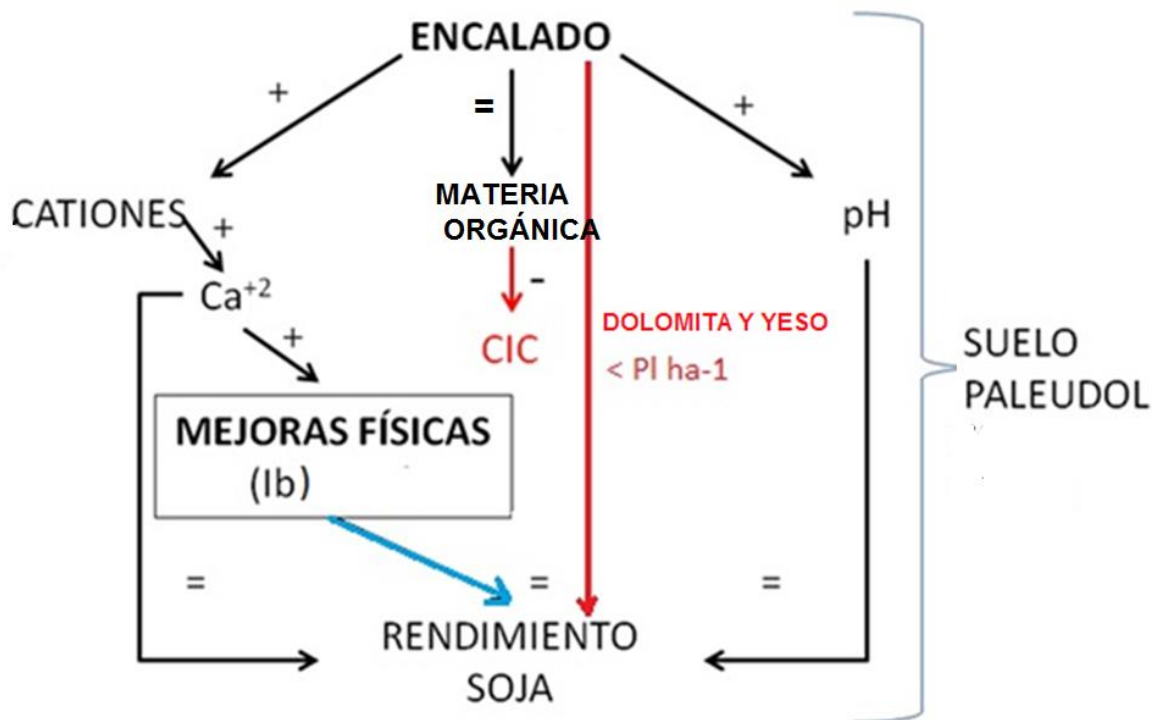 ENCALADO
+
=
+
MATERIA
ORGÁNICA
CATIONES
+
pH
Ca+2
-
+
CIC
DOLOMITA Y YESO
< Pl ha-1
SUELO
PALEUDOL
MEJORAS FÍSICAS
(Ib)
=
=
=
RENDIMIENTO
SOJA